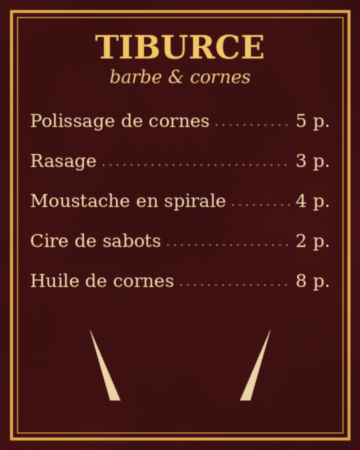 TIBURCE
barbe & cornes
Polissage de cornes .......... 5 p.
Rasage .......................... 3 p.
Moustache en spirale ........ 4 p.
Cire de sabots ................. 2 p.
Huile de cornes ............... 8 p.